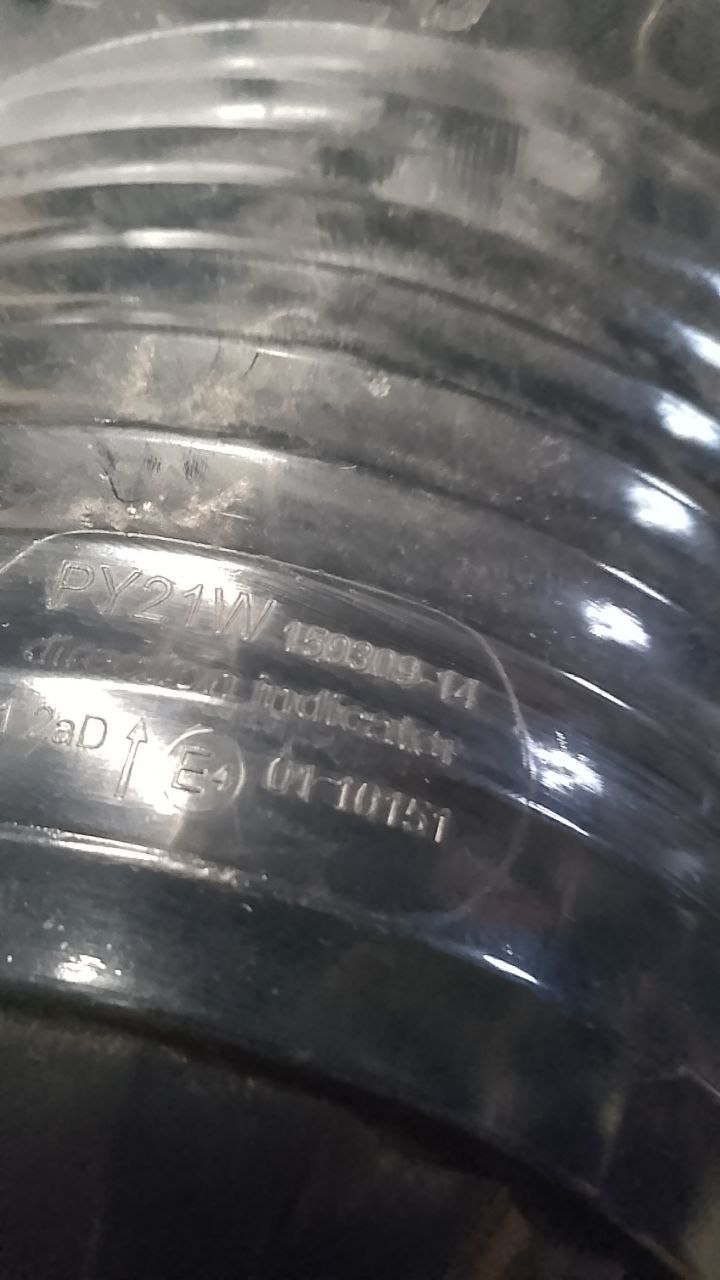 PY21W 159309-14
direction indicator
1 2aD ↑ E4 01 10151